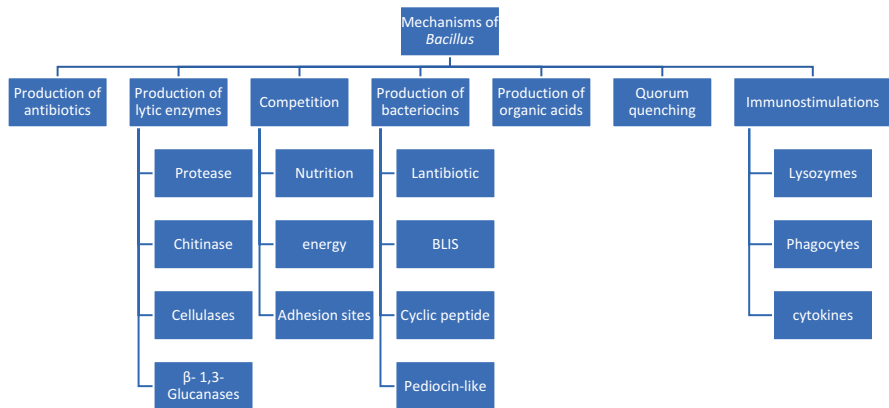 Mechanisms of
Bacillus
Production of
antibiotics
Production of
lytic enzymes
Competition
Production of
bacteriocins
Production of
organic acids
Quorum
quenching
Immunostimulations
Protease
Chitinase
Cellulases
β- 1,3-
Glucanases
Nutrition
energy
Adhesion sites
Lantibiotic
BLIS
Cyclic peptide
Pediocin-like
Lysozymes
Phagocytes
cytokines